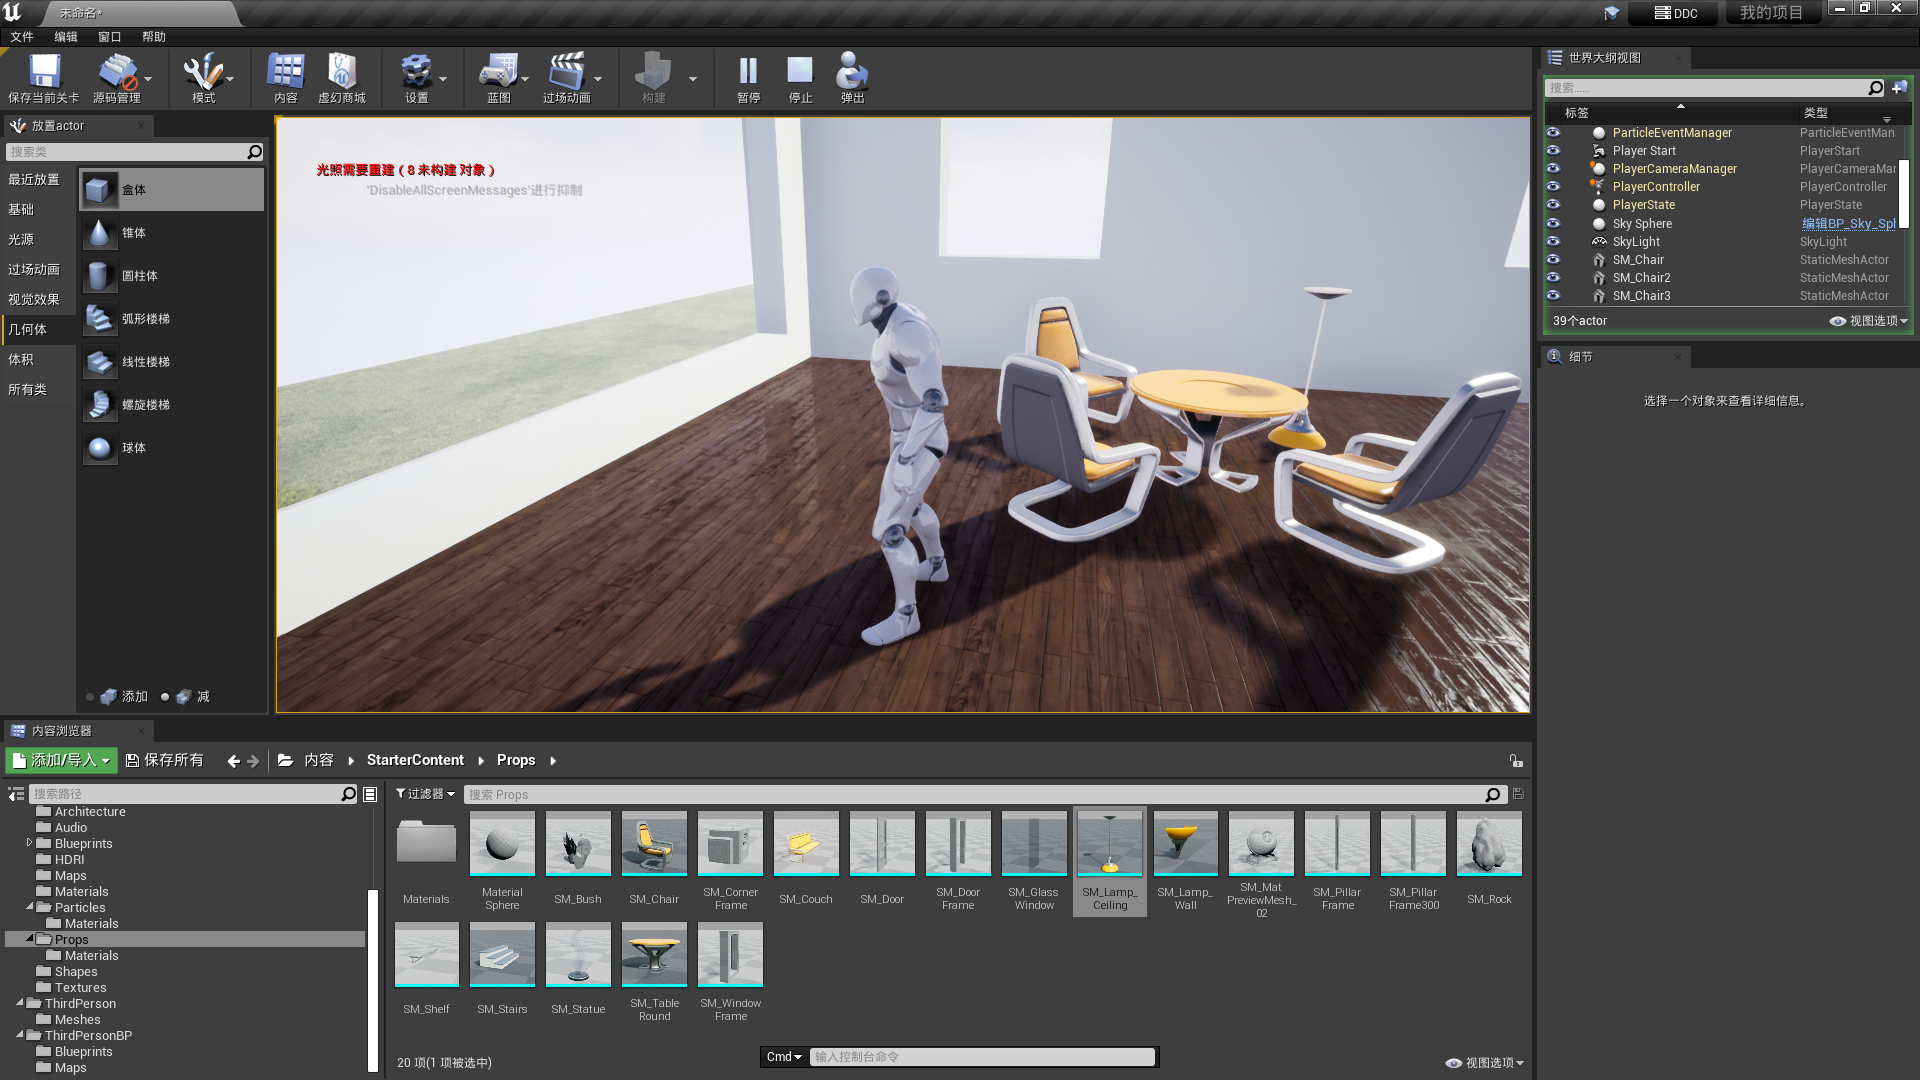 未命名*
DDC
我的项目
文件 编辑 窗口 帮助
保存当前关卡
源码管理
模式
内容
虚幻商城
设置
蓝图
过场动画
构建
暂停
停止
弹出
放置actor
搜索类
最近放置
基础
光源
过场动画
视觉效果
几何体
体积
所有类
盒体
锥体
圆柱体
弧形楼梯
线性楼梯
螺旋楼梯
球体
添加
减
光照需要重建（8 未构建 对象）
'DisableAllScreenMessages'进行抑制
世界大纲视图
搜索......
标签 类型
ParticleEventManager ParticleEventMan
Player Start PlayerStart
PlayerCameraManager PlayerCameraMar
PlayerController PlayerController
PlayerState PlayerState
Sky Sphere 编辑BP_Sky_Spl
SkyLight SkyLight
SM_Chair StaticMeshActor
SM_Chair2 StaticMeshActor
SM_Chair3 StaticMeshActor
39个actor
视图选项
细节
选择一个对象来查看详细信息。
内容浏览器
添加/导入
保存所有
内容
StarterContent
Props
搜索路径
Architecture
Audio
Blueprints
HDRI
Maps
Materials
Particles
Materials
Props
Materials
Shapes
Textures
ThirdPerson
Meshes
ThirdPersonBP
Blueprints
Maps
过滤器
搜索 Props
Materials
Material
Sphere
SM_Bush
SM_Chair
SM_Corner
Frame
SM_Couch
SM_Door
SM_Door
Frame
SM_Glass
Window
SM_Lamp_
Ceiling
SM_Lamp_
Wall
SM_Mat
PreviewMesh_
02
SM_Pillar
Frame
SM_Pillar
Frame300
SM_Rock
SM_Shelf
SM_Stairs
SM_Statue
SM_Table
Round
SM_Window
Frame
20 项(1 项被选中)
Cmd
输入控制台命令
视图选项